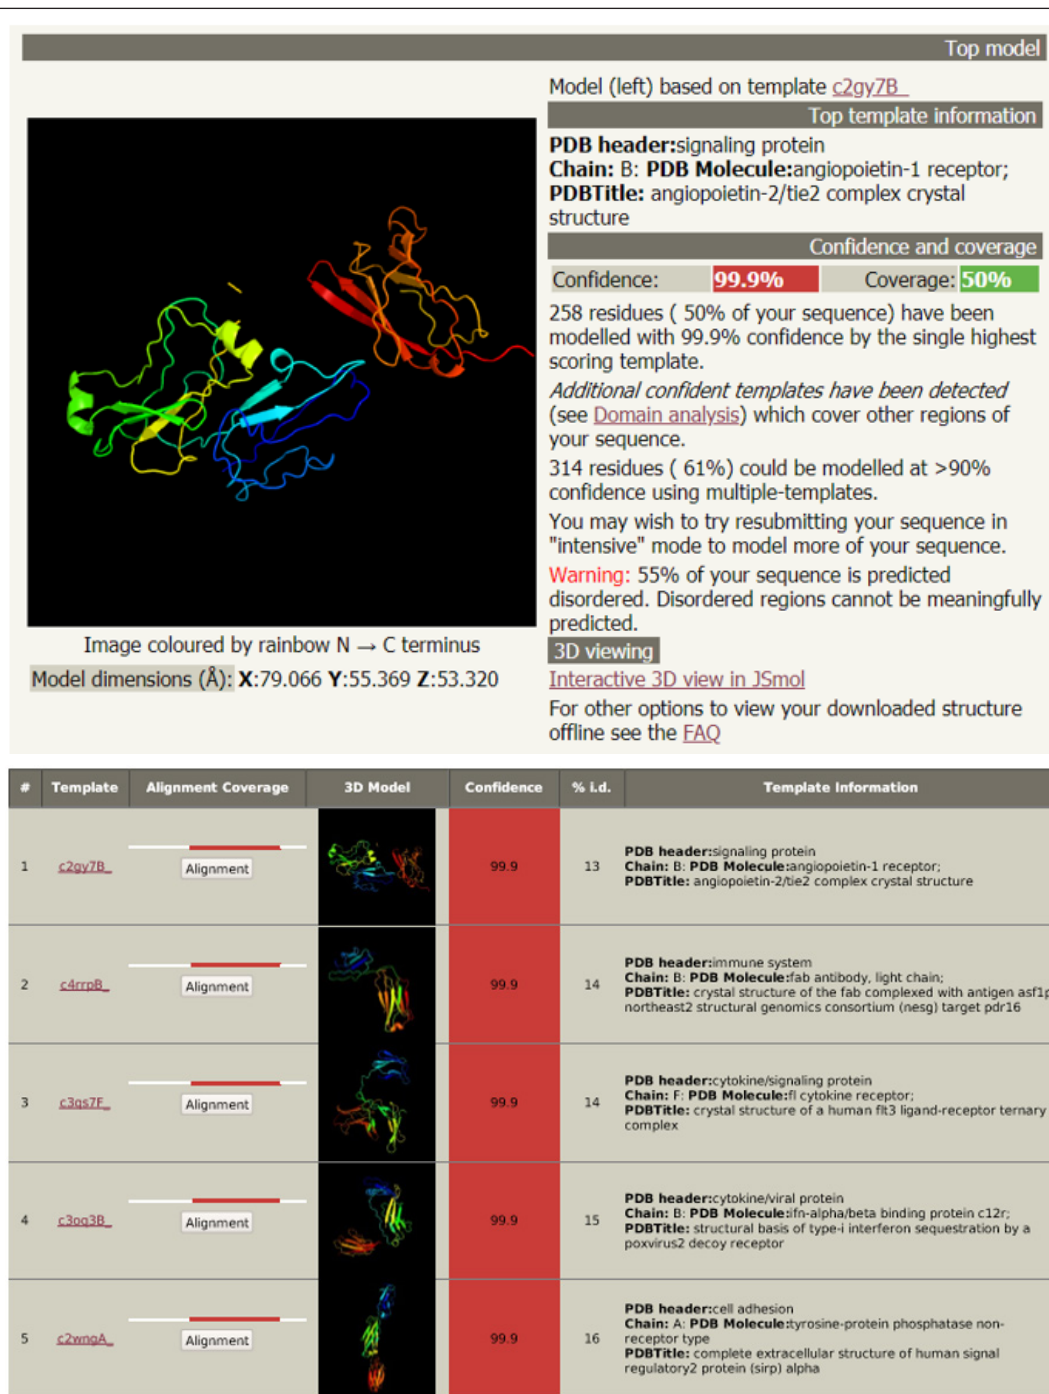 Top model
Model (left) based on template c2gy7B_
Top template information
PDB header:signaling protein
Chain: B: PDB Molecule:angiopoietin-1 receptor;
PDBTitle: angiopoietin-2/tie2 complex crystal
structure
Confidence and coverage
Confidence: 99.9% Coverage: 50%
258 residues ( 50% of your sequence) have been
modelled with 99.9% confidence by the single highest
scoring template.
Additional confident templates have been detected
(see Domain analysis) which cover other regions of
your sequence.
314 residues ( 61%) could be modelled at >90%
confidence using multiple-templates.
You may wish to try resubmitting your sequence in
"intensive" mode to model more of your sequence.
Warning: 55% of your sequence is predicted
disordered. Disordered regions cannot be meaningfully
predicted.
3D viewing
Interactive 3D view in JSmol
For other options to view your downloaded structure
offline see the FAQ
Image coloured by rainbow N → C terminus
Model dimensions (Å): X:79.066 Y:55.369 Z:53.320
# Template Alignment Coverage 3D Model Confidence % i.d. Template Information
1 c2gy7B_ Alignment 99.9 13
PDB header:signaling protein
Chain: B: PDB Molecule:angiopoietin-1 receptor;
PDBTitle: angiopoietin-2/tie2 complex crystal structure
2 c4rrpB_ Alignment 99.9 14
PDB header:immune system
Chain: B: PDB Molecule:fab antibody, light chain;
PDBTitle: crystal structure of the fab complexed with antigen asf1p
northeast2 structural genomics consortium (nesg) target pdr16
3 c3qs7F_ Alignment 99.9 14
PDB header:cytokine/signaling protein
Chain: F: PDB Molecule:fl cytokine receptor;
PDBTitle: crystal structure of a human flt3 ligand-receptor ternary
complex
4 c3oq3B_ Alignment 99.9 15
PDB header:cytokine/viral protein
Chain: B: PDB Molecule:ifn-alpha/beta binding protein c12r;
PDBTitle: structural basis of type-i interferon sequestration by a
poxvirus2 decoy receptor
5 c2wngA_ Alignment 99.9 16
PDB header:cell adhesion
Chain: A: PDB Molecule:tyrosine-protein phosphatase non-
receptor type
PDBTitle: complete extracellular structure of human signal
regulatory2 protein (sirp) alpha